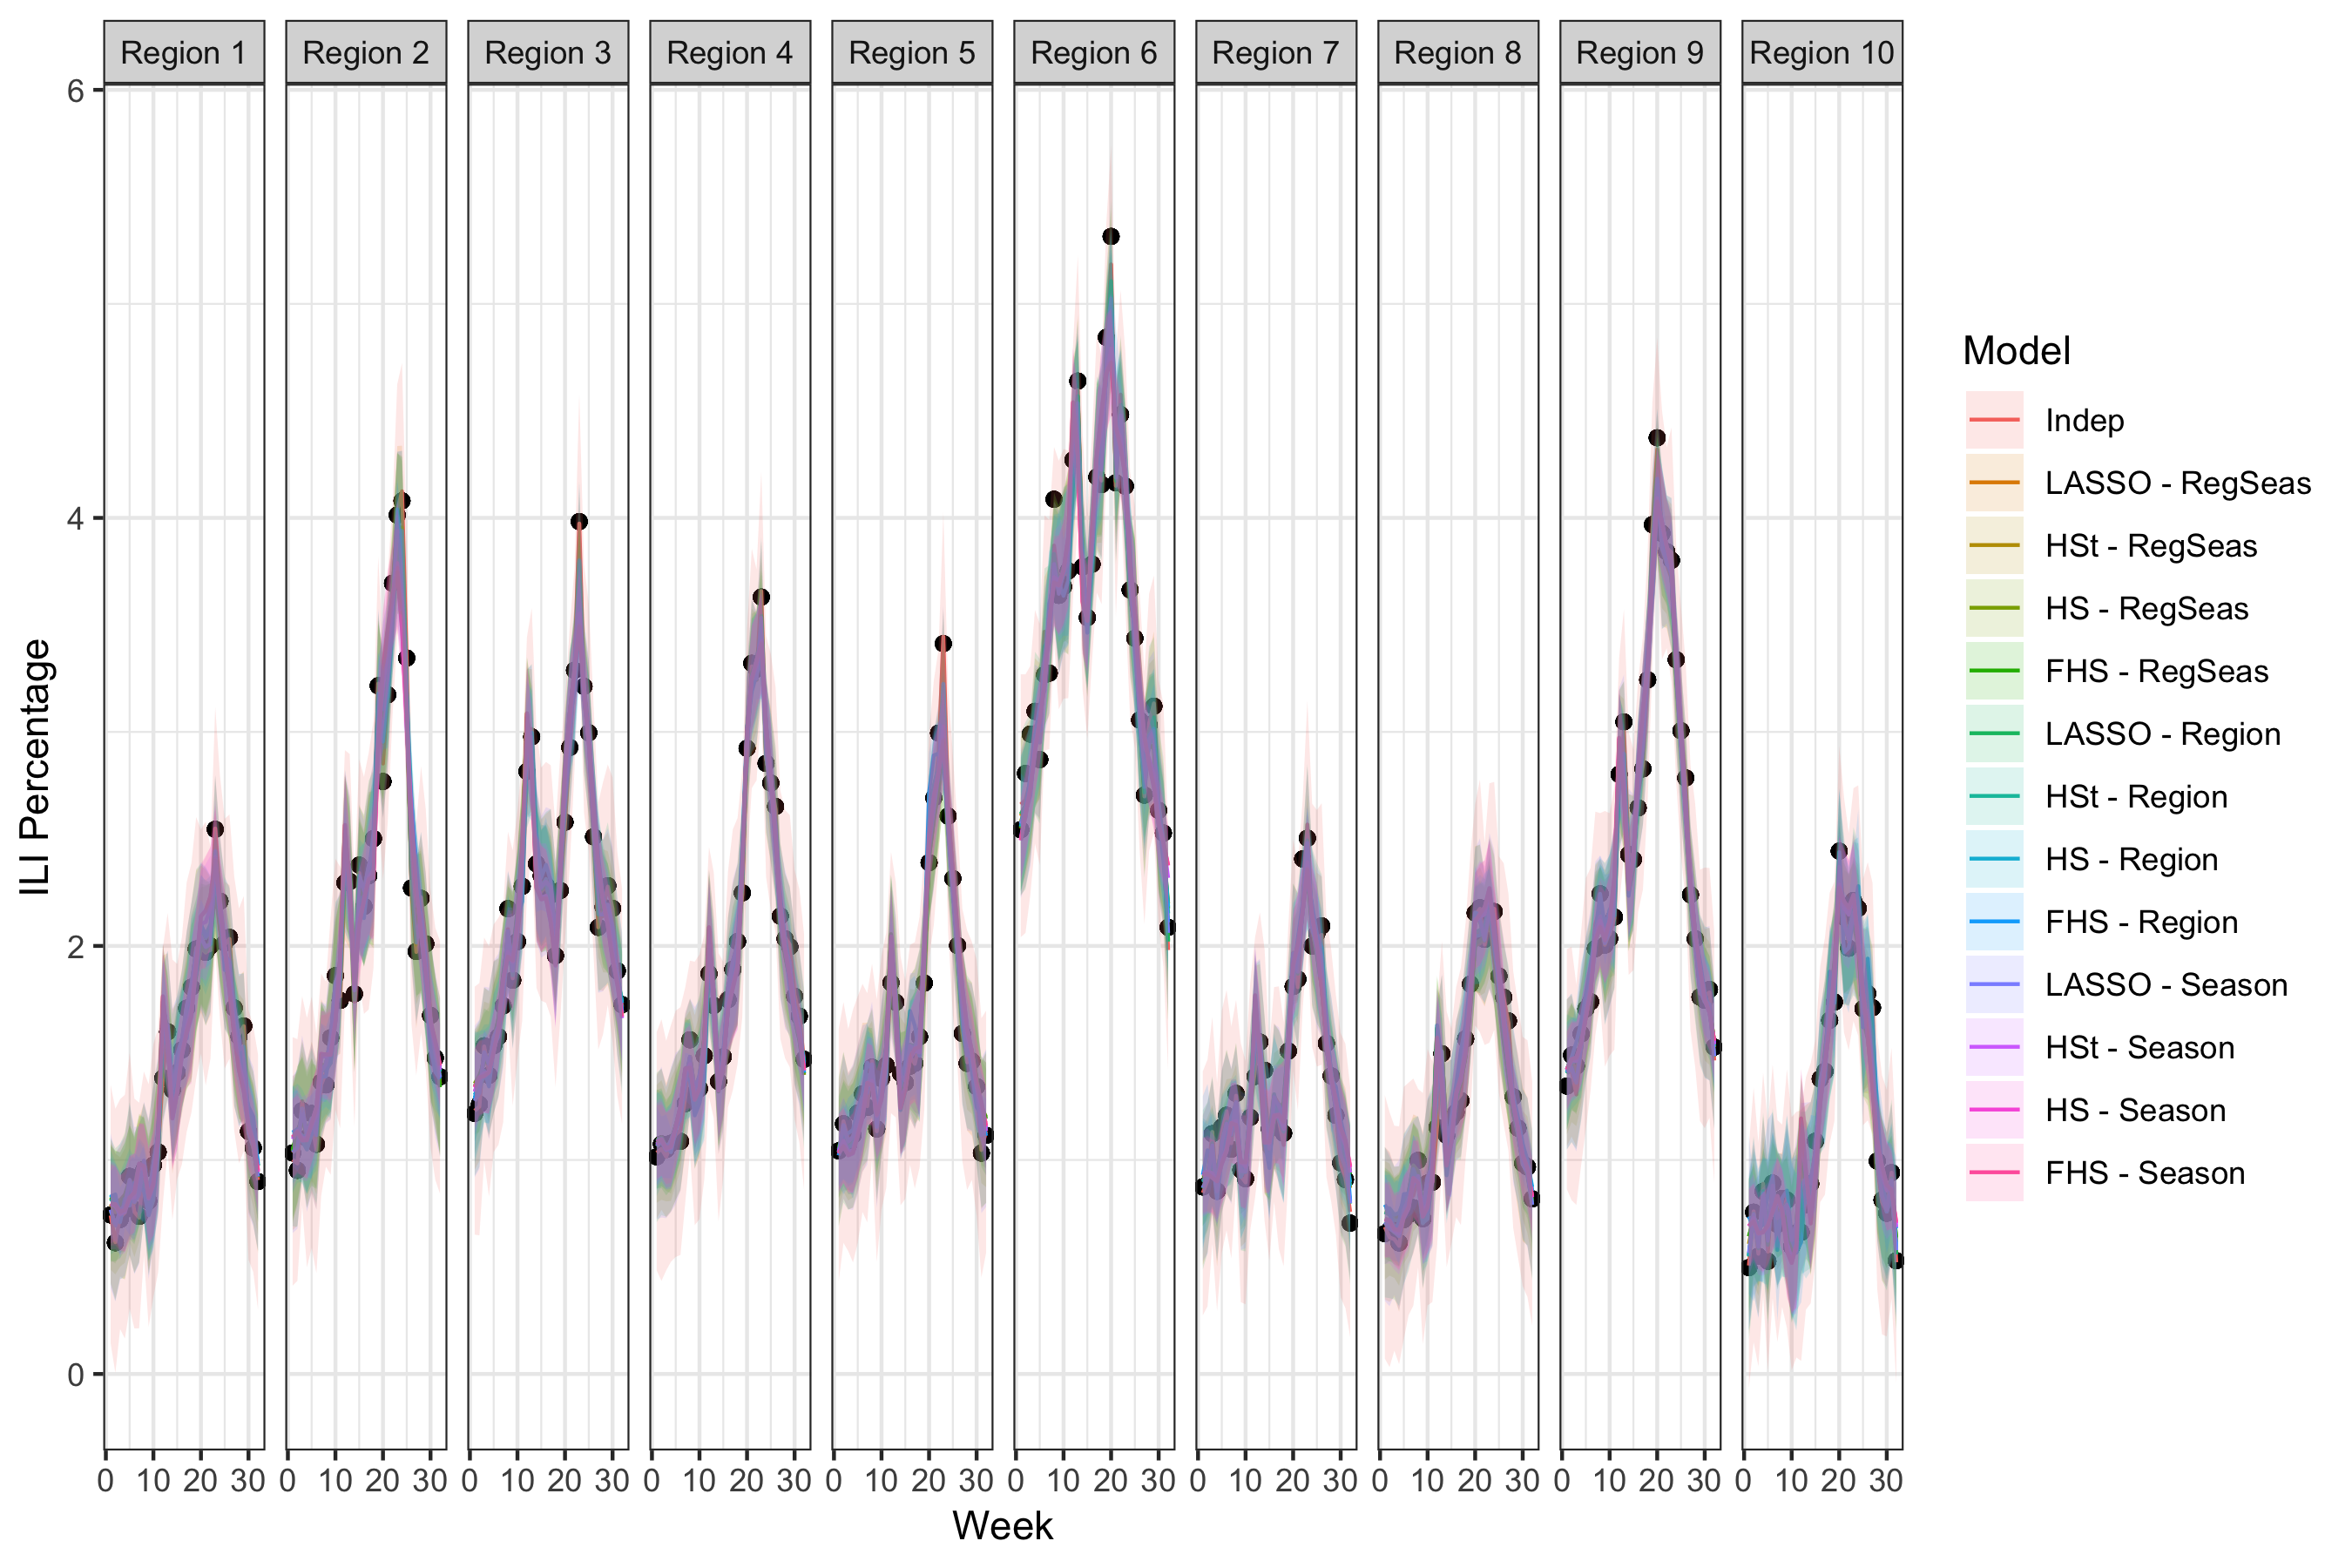 Region 1 Region 2 Region 3 Region 4 Region 5 Region 6 Region 7 Region 8 Region 9 Region 10
6
4
2
0
ILI Percentage
0 10 20 30 0 10 20 30 0 10 20 30 0 10 20 30 0 10 20 30 0 10 20 30 0 10 20 30 0 10 20 30 0 10 20 30 0 10 20 30
Week
Model
Indep
LASSO - RegSeas
HSt - RegSeas
HS - RegSeas
FHS - RegSeas
LASSO - Region
HSt - Region
HS - Region
FHS - Region
LASSO - Season
HSt - Season
HS - Season
FHS - Season